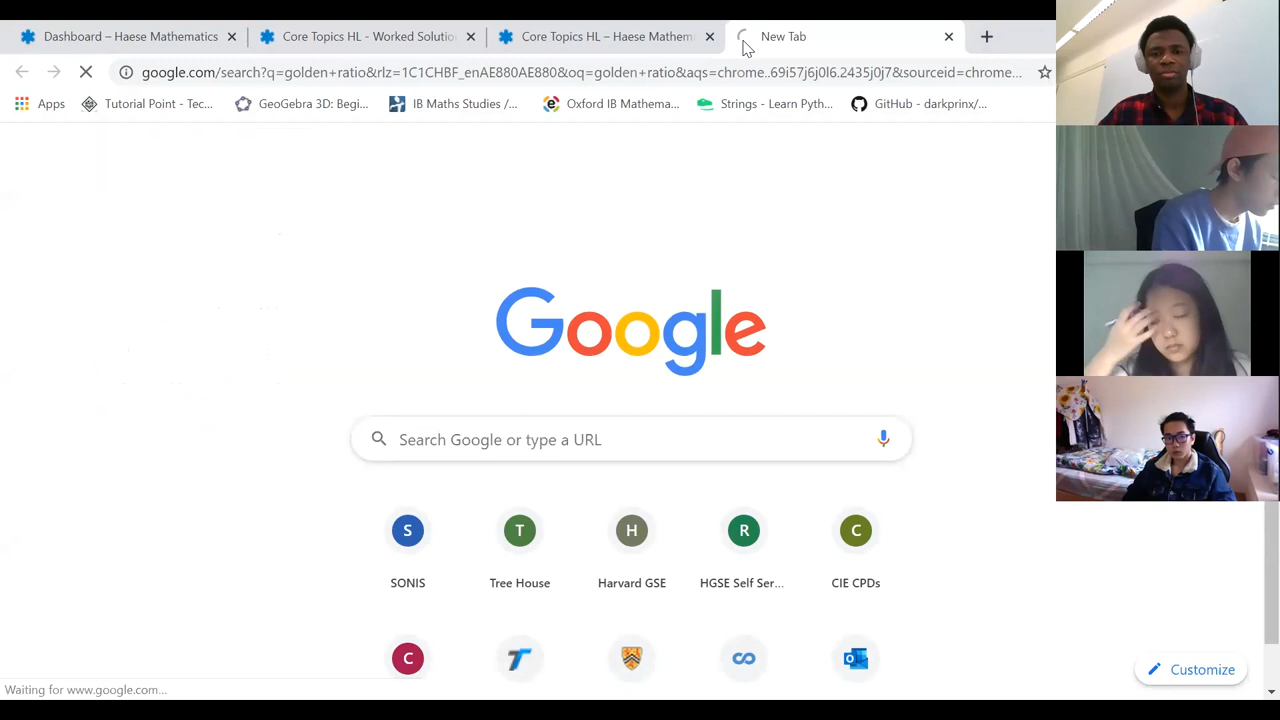 Dashboard – Haese Mathematics
Core Topics HL - Worked Solutio
Core Topics HL – Haese Mathem
New Tab
google.com/search?q=golden+ratio&rlz=1C1CHBF_enAE880AE880&oq=golden+ratio&aqs=chrome..69i57j6j0l6.2435j0j7&sourceid=chrome...
Apps
Tutorial Point - Tec...
GeoGebra 3D: Begi...
IB Maths Studies /...
Oxford IB Mathema...
Strings - Learn Pyth...
GitHub - darkprinx/...
Google
Search Google or type a URL
S
T
H
R
C
SONIS
Tree House
Harvard GSE
HGSE Self Ser...
CIE CPDs
C
T
Customize
Waiting for www.google.com...